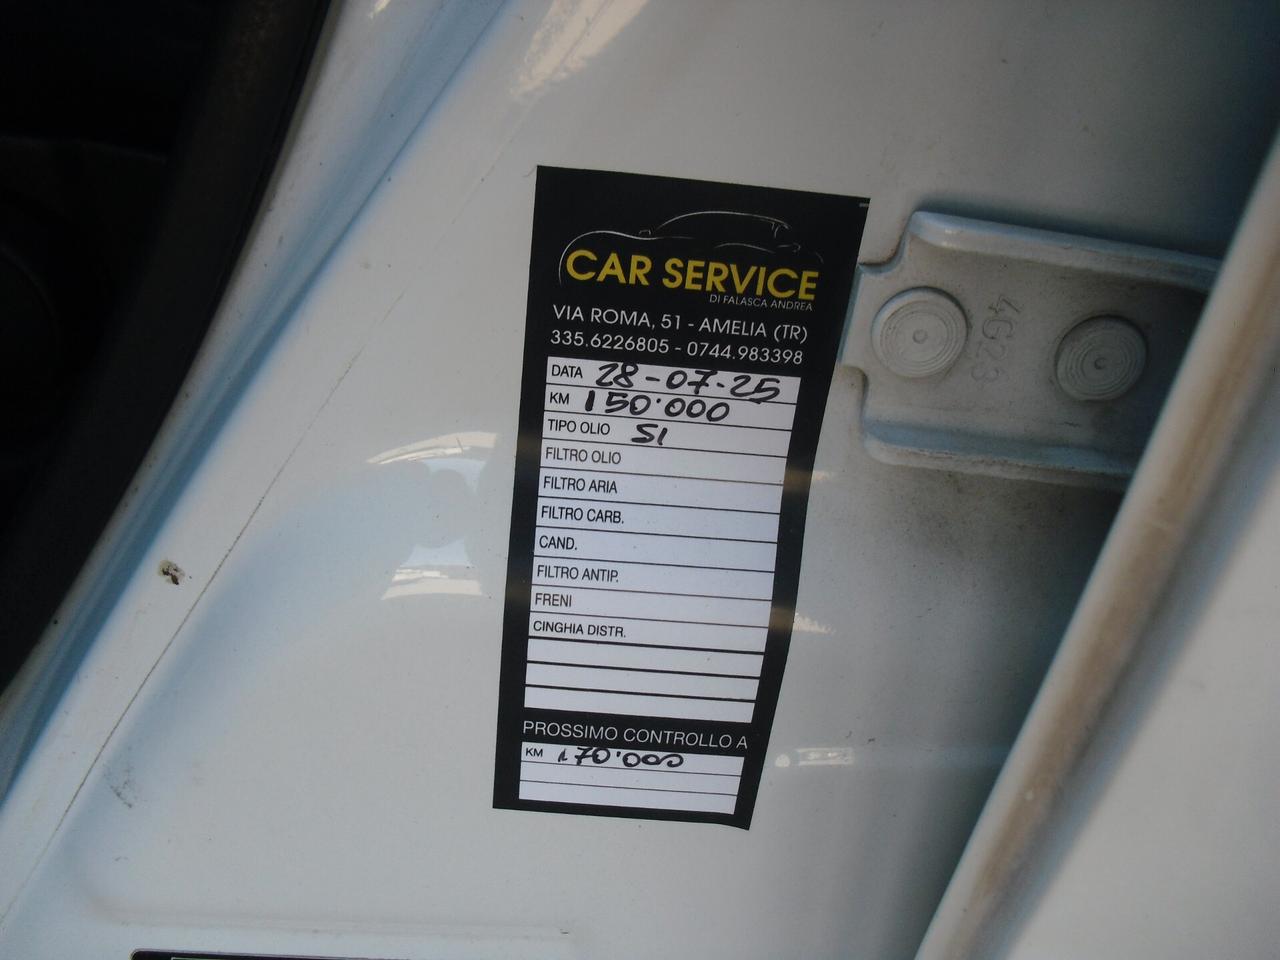 CAR SERVICE
DI FALASCA ANDREA
VIA ROMA, 51 - AMELIA (TR)
335.6226805 - 0744.983398
DATA 28-07-25
KM 150'000
TIPO OLIO SI
FILTRO OLIO
FILTRO ARIA
FILTRO CARB.
CAND.
FILTRO ANTIP.
FRENI
CINGHIA DISTR.
PROSSIMO CONTROLLO A
KM 170'000
4G23